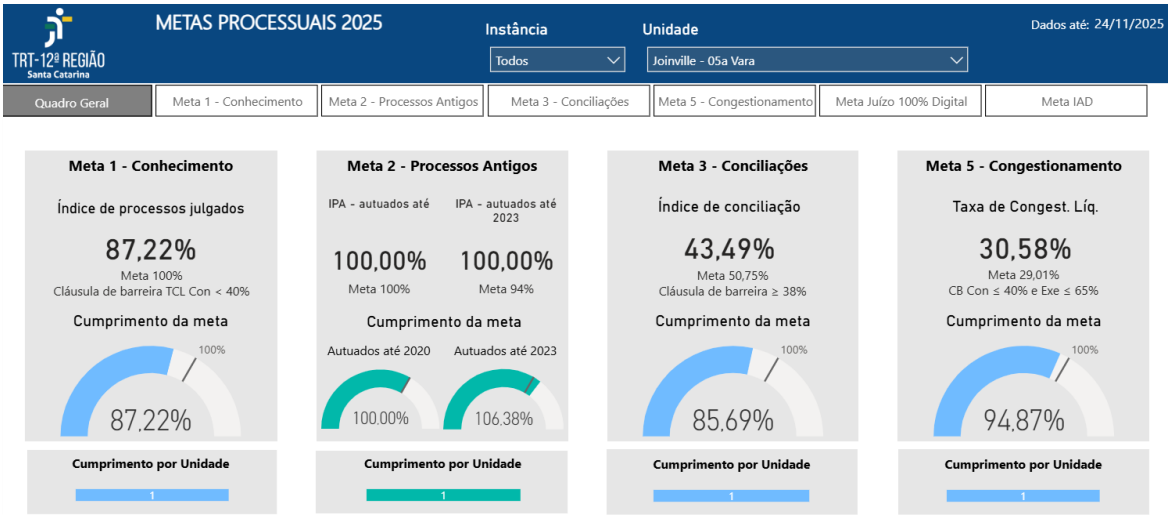 METAS PROCESSUAIS 2025
Instância
Unidade
Dados até: 24/11/2025
TRT-12ª REGIÃO
Santa Catarina
Todos
Joinville - 05a Vara
Quadro Geral
Meta 1 - Conhecimento
Meta 2 - Processos Antigos
Meta 3 - Conciliações
Meta 5 - Congestionamento
Meta Juízo 100% Digital
Meta IAD
Meta 1 - Conhecimento
Índice de processos julgados
87,22%
Meta 100%
Cláusula de barreira TCL Con < 40%
Cumprimento da meta
100%
87,22%
Cumprimento por Unidade
1
Meta 2 - Processos Antigos
IPA - autuados até
IPA - autuados até
2023
100,00%
100,00%
Meta 100%
Meta 94%
Cumprimento da meta
Autuados até 2020
Autuados até 2023
100,00%
106,38%
Cumprimento por Unidade
1
Meta 3 - Conciliações
Índice de conciliação
43,49%
Meta 50,75%
Cláusula de barreira ≥ 38%
Cumprimento da meta
100%
85,69%
Cumprimento por Unidade
1
Meta 5 - Congestionamento
Taxa de Congest. Líq.
30,58%
Meta 29,01%
CB Con ≤ 40% e Exe ≤ 65%
Cumprimento da meta
100%
94,87%
Cumprimento por Unidade
1